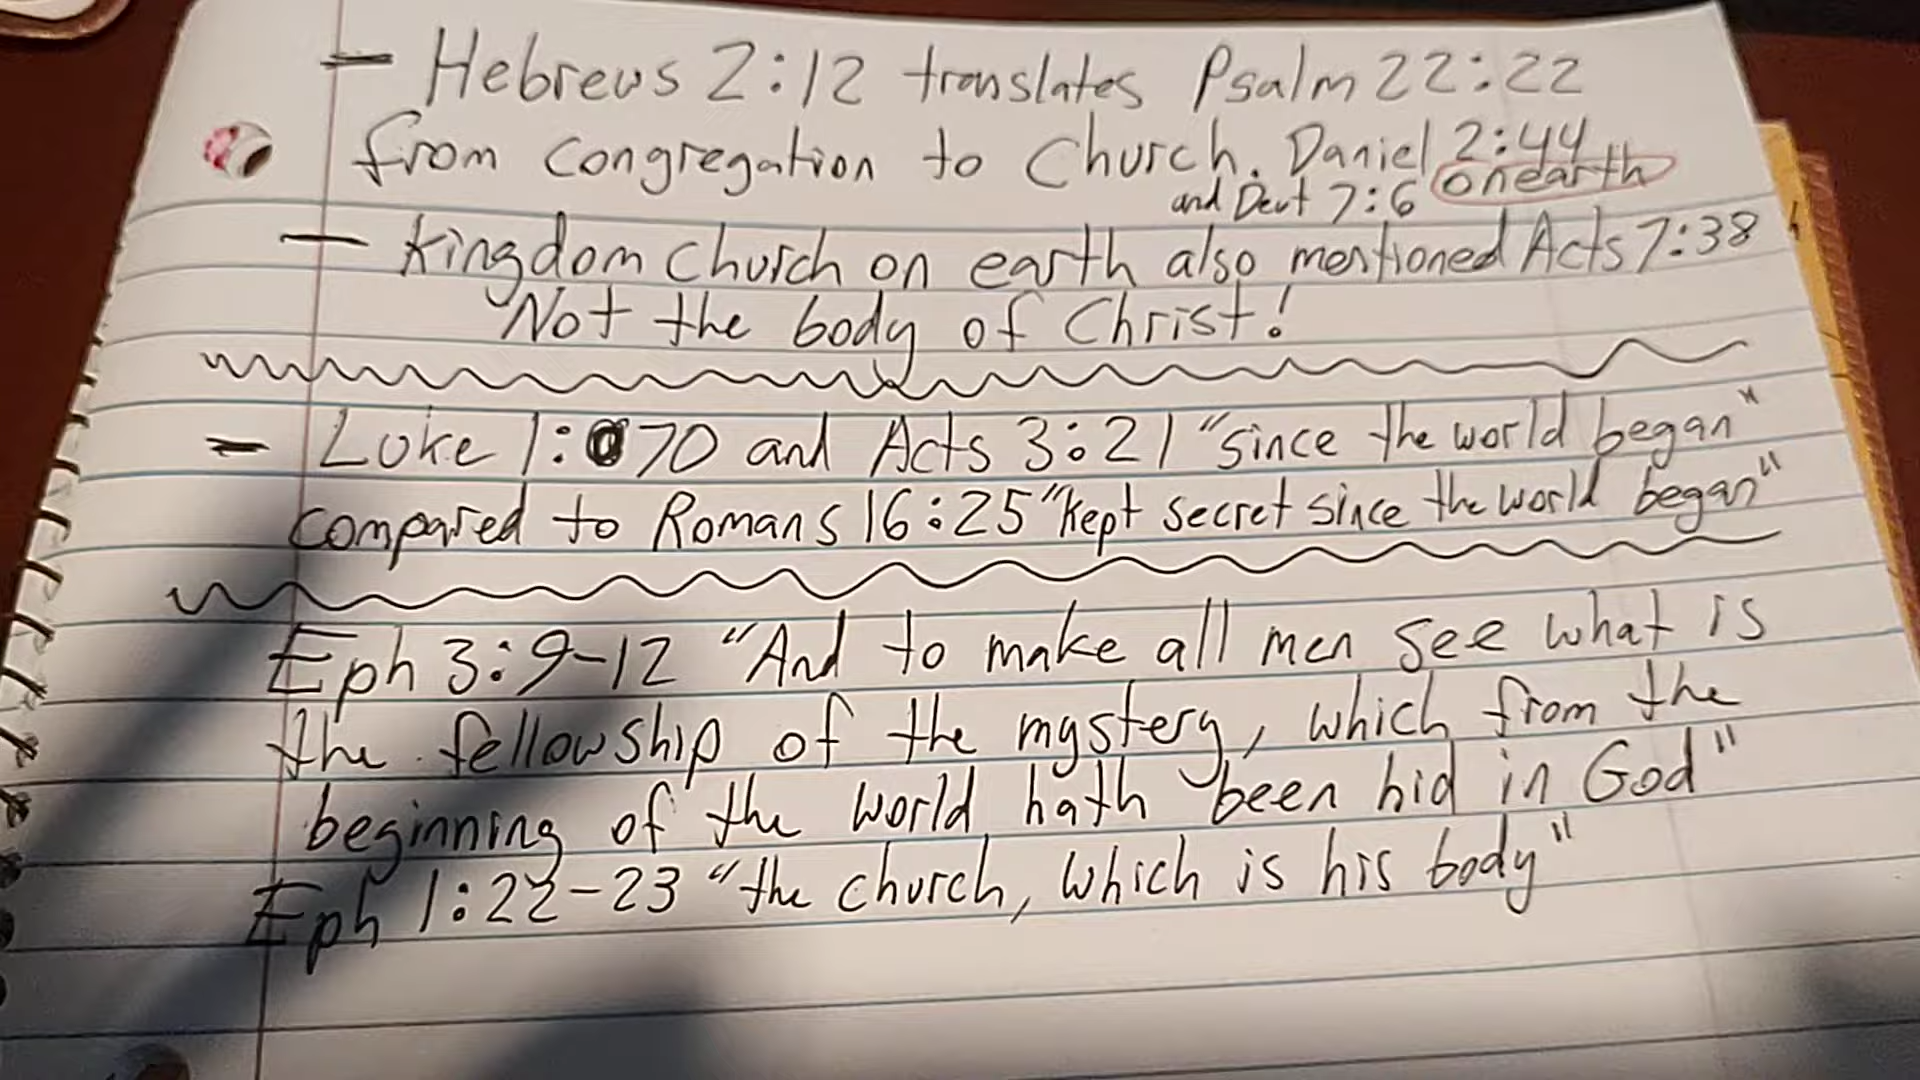 — Hebrews 2:12 translates Psalm 22:22
from congregation to Church. Daniel 2:44
and Deut 7:6 on earth
— Kingdom church on earth also mentioned Acts 7:38
Not the body of Christ!
— Luke 1:70 and Acts 3:21 "since the world began"
compared to Romans 16:25 "kept secret since the world began"
Eph 3:9-12 "And to make all men see what is
the fellowship of the mystery, which from the
beginning of the world hath been hid in God"
Eph 1:22-23 "the church, which is his body"